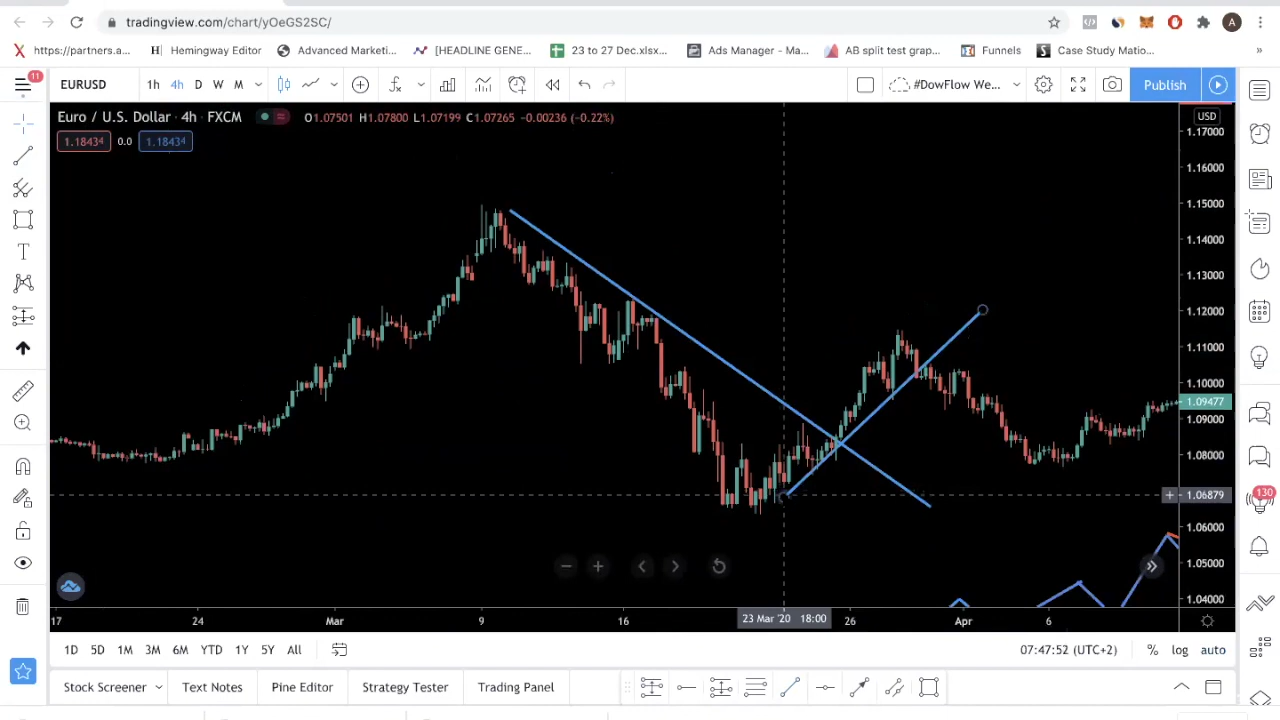 tradingview.com/chart/yOeGS2SC/
A
https://partners.a...
H Hemingway Editor
Advanced Marketi...
[HEADLINE GENE...
23 to 27 Dec.xlsx...
Ads Manager - Ma...
AB split test grap...
Funnels
Case Study Matio...
»
11
EURUSD
1h 4h D W M
#DowFlow We...
Publish
Euro / U.S. Dollar · 4h · FXCM
O1.07501 H1.07800 L1.07199 C1.07265 −0.00236 (−0.22%)
1.18434 0.0 1.18434
USD
1.17000
1.16000
1.15000
1.14000
1.13000
1.12000
1.11000
1.10000
1.09477
1.09000
1.08000
1.06879
1.06000
1.05000
1.04000
130
17 24 Mar 9 16 23 Mar '20 18:00 26 Apr 6
1D 5D 1M 3M 6M YTD 1Y 5Y All
07:47:52 (UTC+2) % log auto
Stock Screener Text Notes Pine Editor Strategy Tester Trading Panel